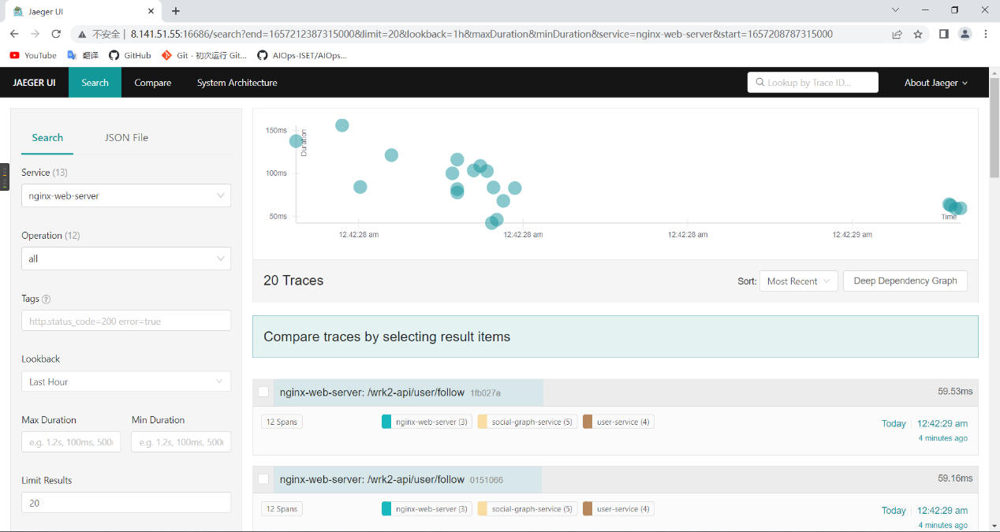 Jaeger UI
不安全 | 8.141.51.55:16686/search?end=1657212387315000&limit=20&lookback=1h&maxDuration&minDuration&service=nginx-web-server&start=1657208787315000
YouTube 翻译 GitHub Git - 初次运行 Git... AIOps-ISET/AIOps...
JAEGER UI Search Compare System Architecture Lookup by Trace ID... About Jaeger
Search JSON File
Service (13)
nginx-web-server
Operation (12)
all
Tags ?
http.status_code=200 error=true
Lookback
Last Hour
Max Duration Min Duration
e.g. 1.2s, 100ms, 500 e.g. 1.2s, 100ms, 500
Limit Results
20
150ms
Duration
100ms
50ms
Time
12:42:28 am 12:42:28 am 12:42:28 am 12:42:29 am
20 Traces Sort: Most Recent Deep Dependency Graph
Compare traces by selecting result items
nginx-web-server: /wrk2-api/user/follow 1fb027a 59.53ms
12 Spans nginx-web-server (3) social-graph-service (5) user-service (4) Today 12:42:29 am
4 minutes ago
nginx-web-server: /wrk2-api/user/follow 0151066 59.16ms
12 Spans nginx-web-server (3) social-graph-service (5) user-service (4) Today 12:42:29 am
4 minutes ago